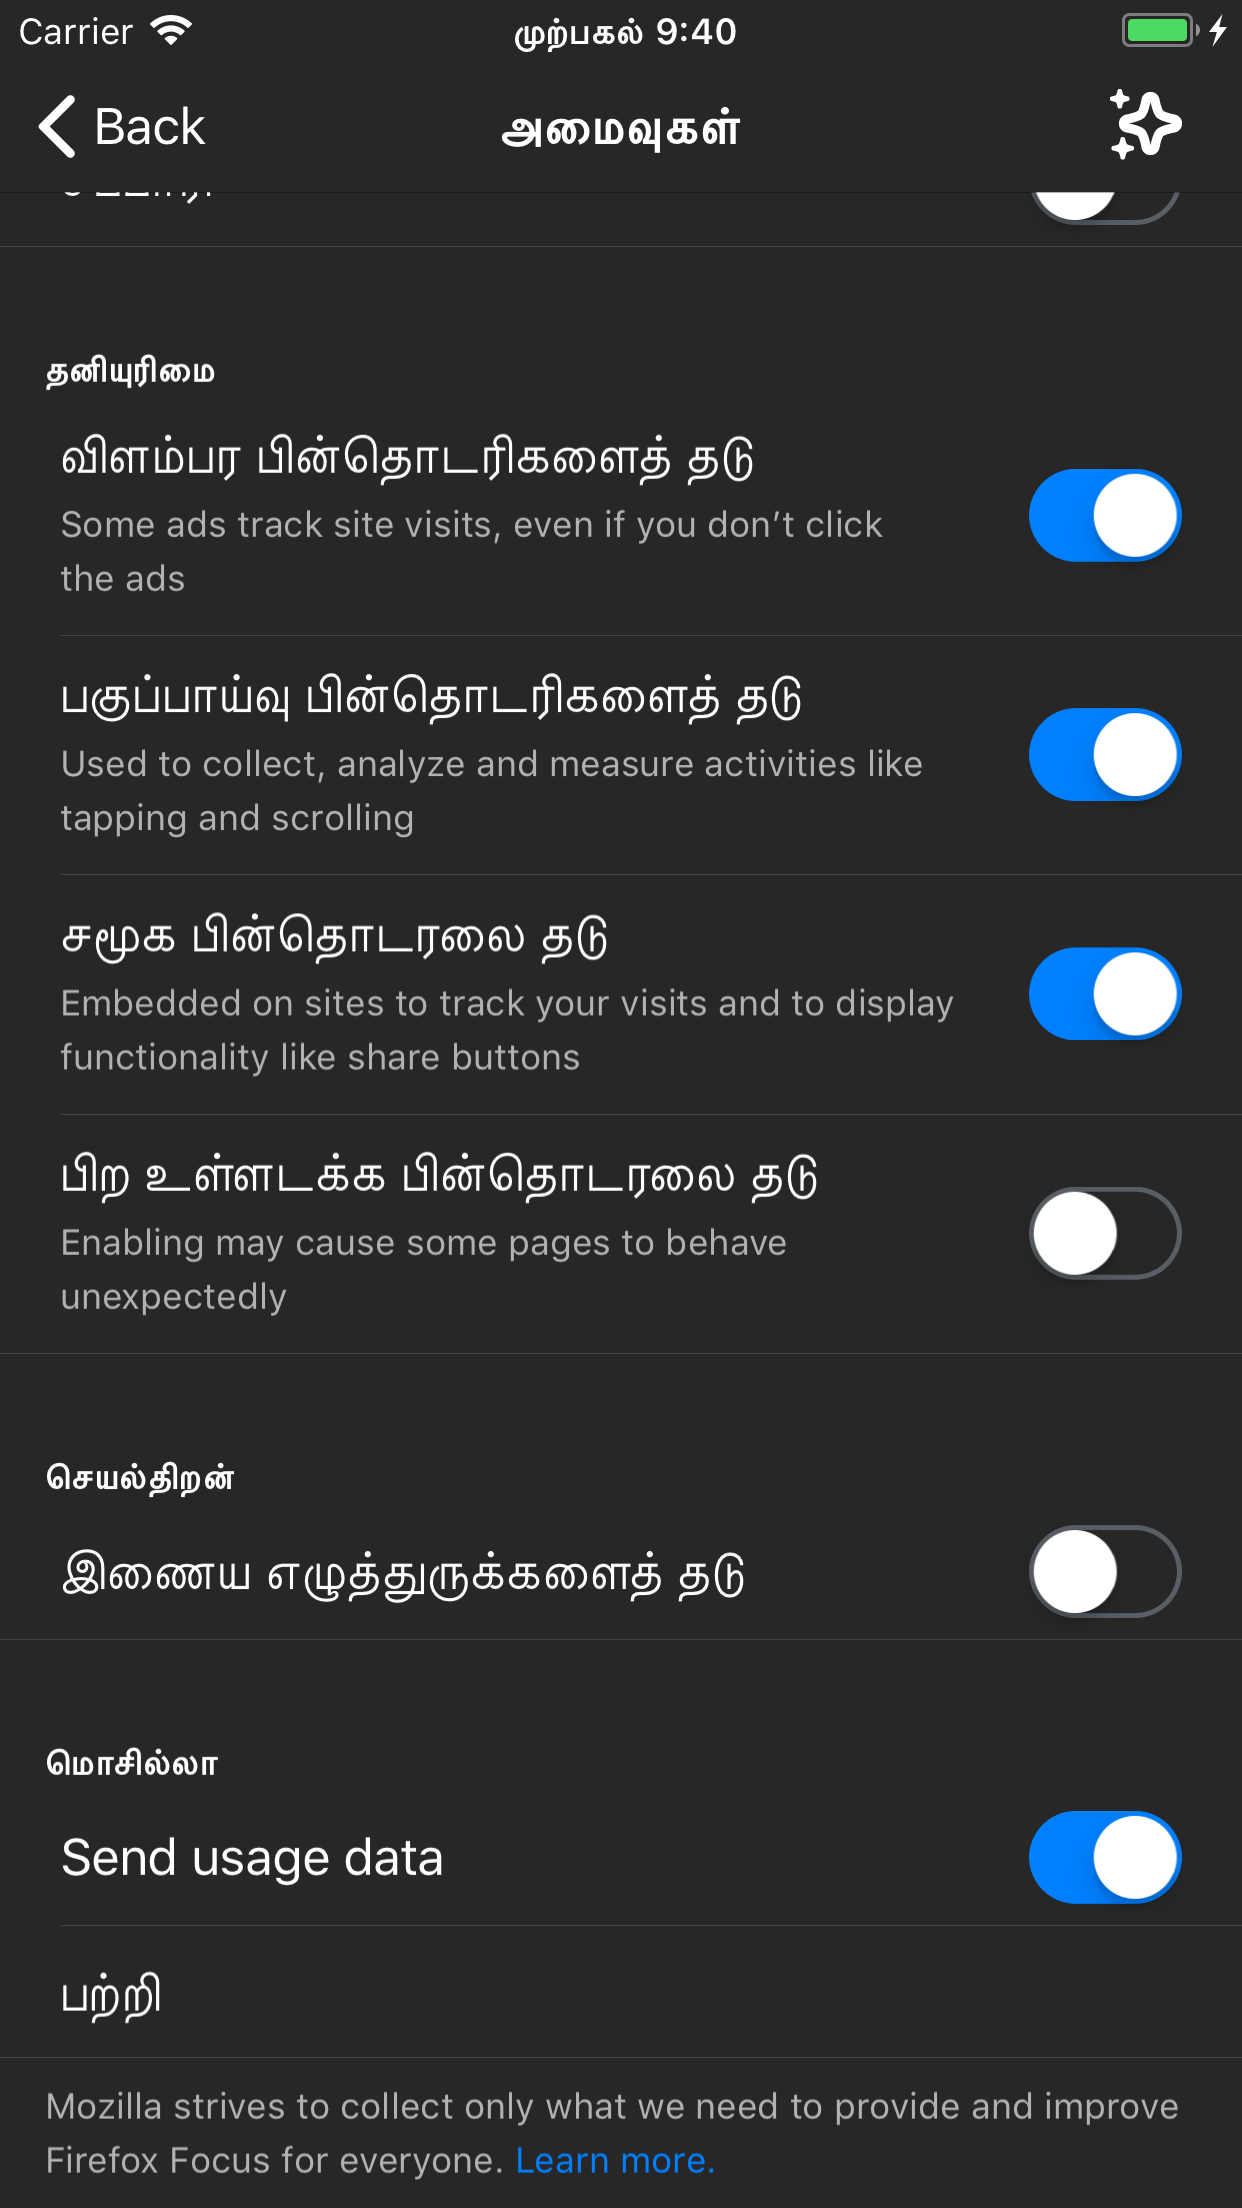 Carrier
முற்பகல் 9:40
Back
அமைவுகள்
தனியுரிமை
விளம்பர பின்தொடரிகளைத் தடு
Some ads track site visits, even if you don’t click
the ads
பகுப்பாய்வு பின்தொடரிகளைத் தடு
Used to collect, analyze and measure activities like
tapping and scrolling
சமூக பின்தொடரலை தடு
Embedded on sites to track your visits and to display
functionality like share buttons
பிற உள்ளடக்க பின்தொடரலை தடு
Enabling may cause some pages to behave
unexpectedly
செயல்திறன்
இணைய எழுத்துருக்களைத் தடு
மொசில்லா
Send usage data
பற்றி
Mozilla strives to collect only what we need to provide and improve
Firefox Focus for everyone. Learn more.